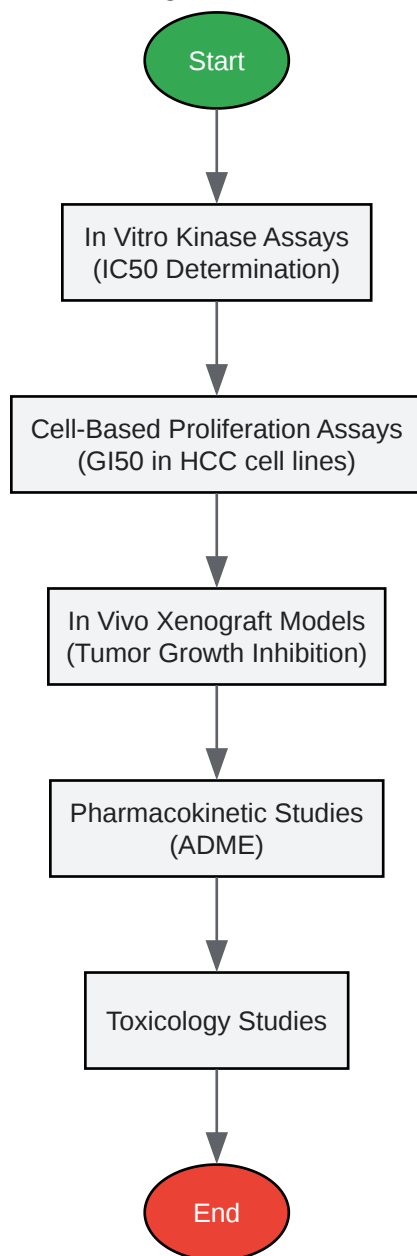 Start
In Vitro Kinase Assays
(IC50 Determination)
Cell-Based Proliferation Assays
(GI50 in HCC cell lines)
In Vivo Xenograft Models
(Tumor Growth Inhibition)
Pharmacokinetic Studies
(ADME)
Toxicology Studies
End